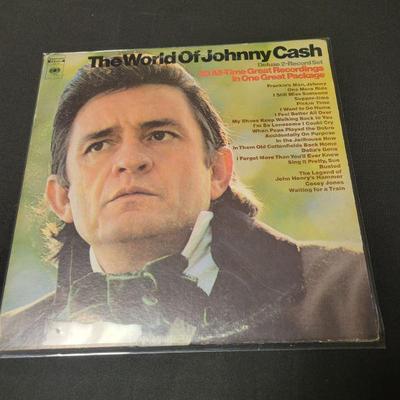 The World Of Johnny Cash
Deluxe 2-Record Set
20 All-Time Great Recordings
In One Great Package
Frankie's Man, Johnny
One More Ride
I Still Miss Someone
Suppertime
Pickin' Time
I Want to Go Home
I Feel Better All Over
My Shoes Keep Walking Back to You
I'm So Lonesome I Could Cry
When Papa Played the Dobro
Accidentally On Purpose
In the Jailhouse Now
In Them Old Cottonfields Back Home
Delia's Gone
I Forgot More Than You'll Ever Know
Sing it Pretty, Sue
Busted
The Legend of
John Henry's Hammer
Casey Jones
Waiting for a Train